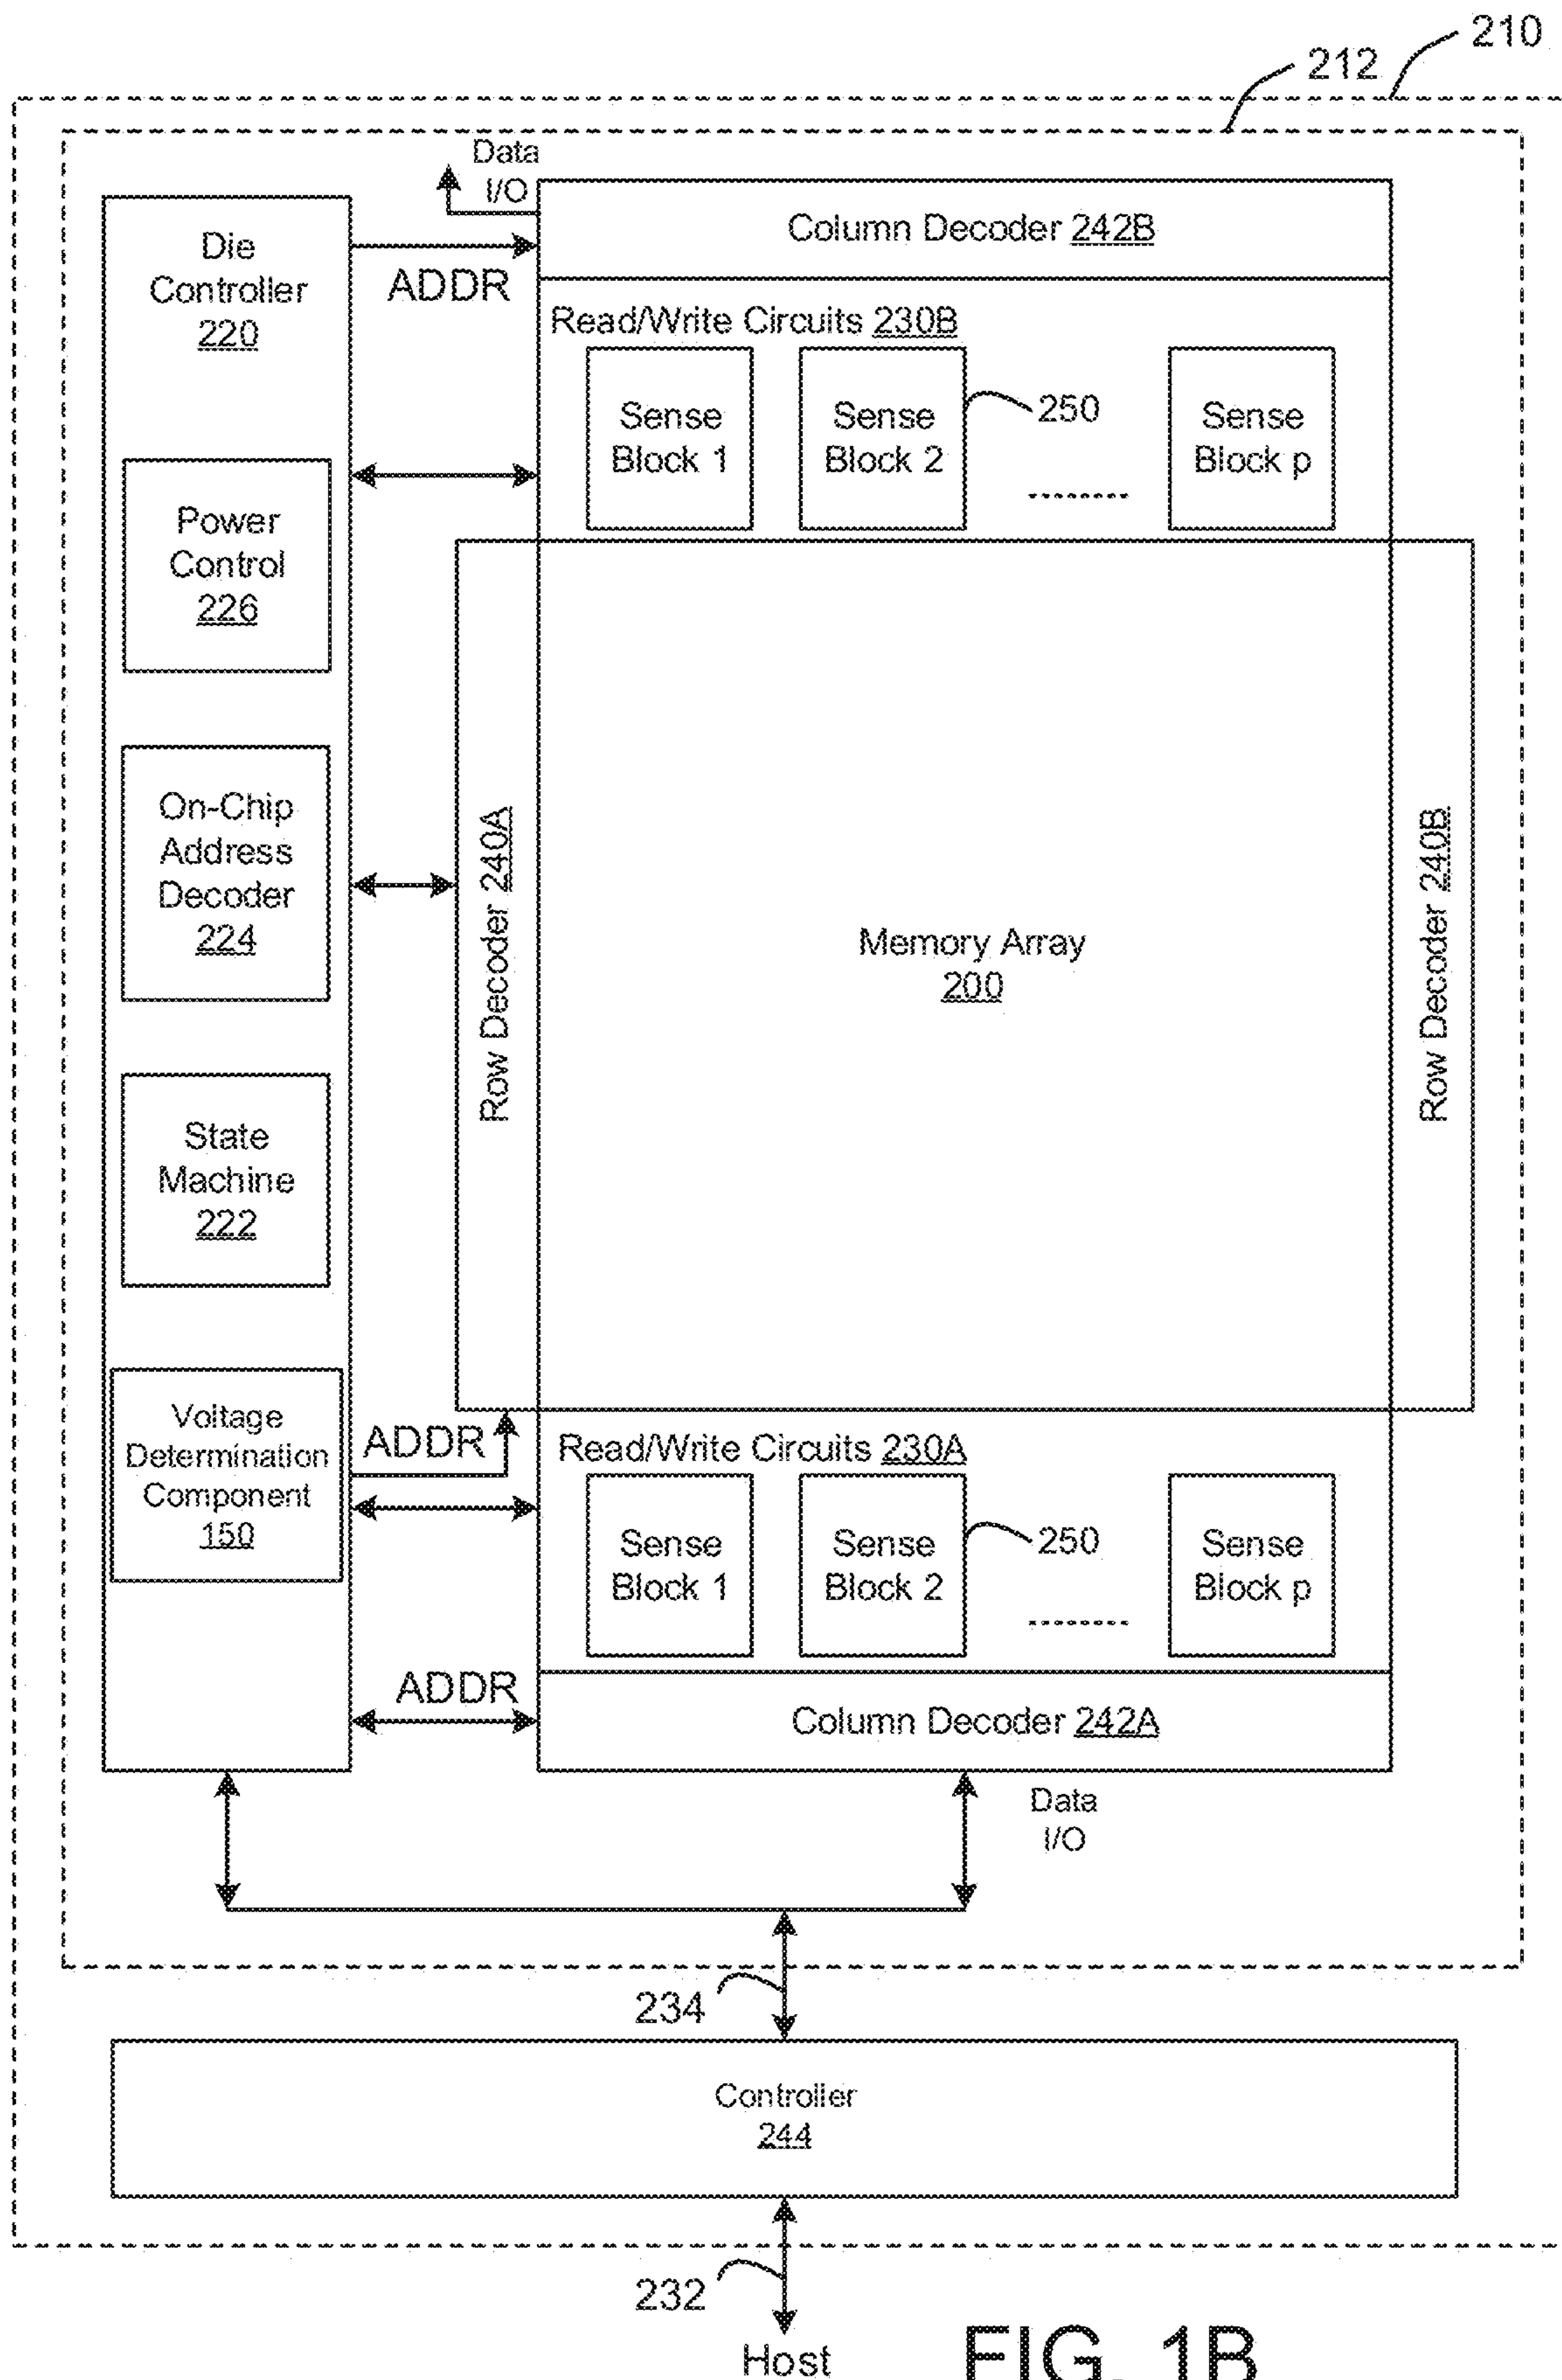 210
212
Data
I/O
Column Decoder 242B
Die
Controller
220
ADDR
Read/Write Circuits 230B
Sense
Block 1
Sense
Block 2
250
Sense
Block p
Power
Control
226
On-Chip
Address
Decoder
224
Row Decoder 240A
Memory Array
200
Row Decoder 240B
State
Machine
222
Voltage
Determination
Component
150
ADDR
Read/Write Circuits 230A
Sense
Block 1
Sense
Block 2
250
Sense
Block p
ADDR
Column Decoder 242A
Data
I/O
234
Controller
244
232
Host
FIG. 1B